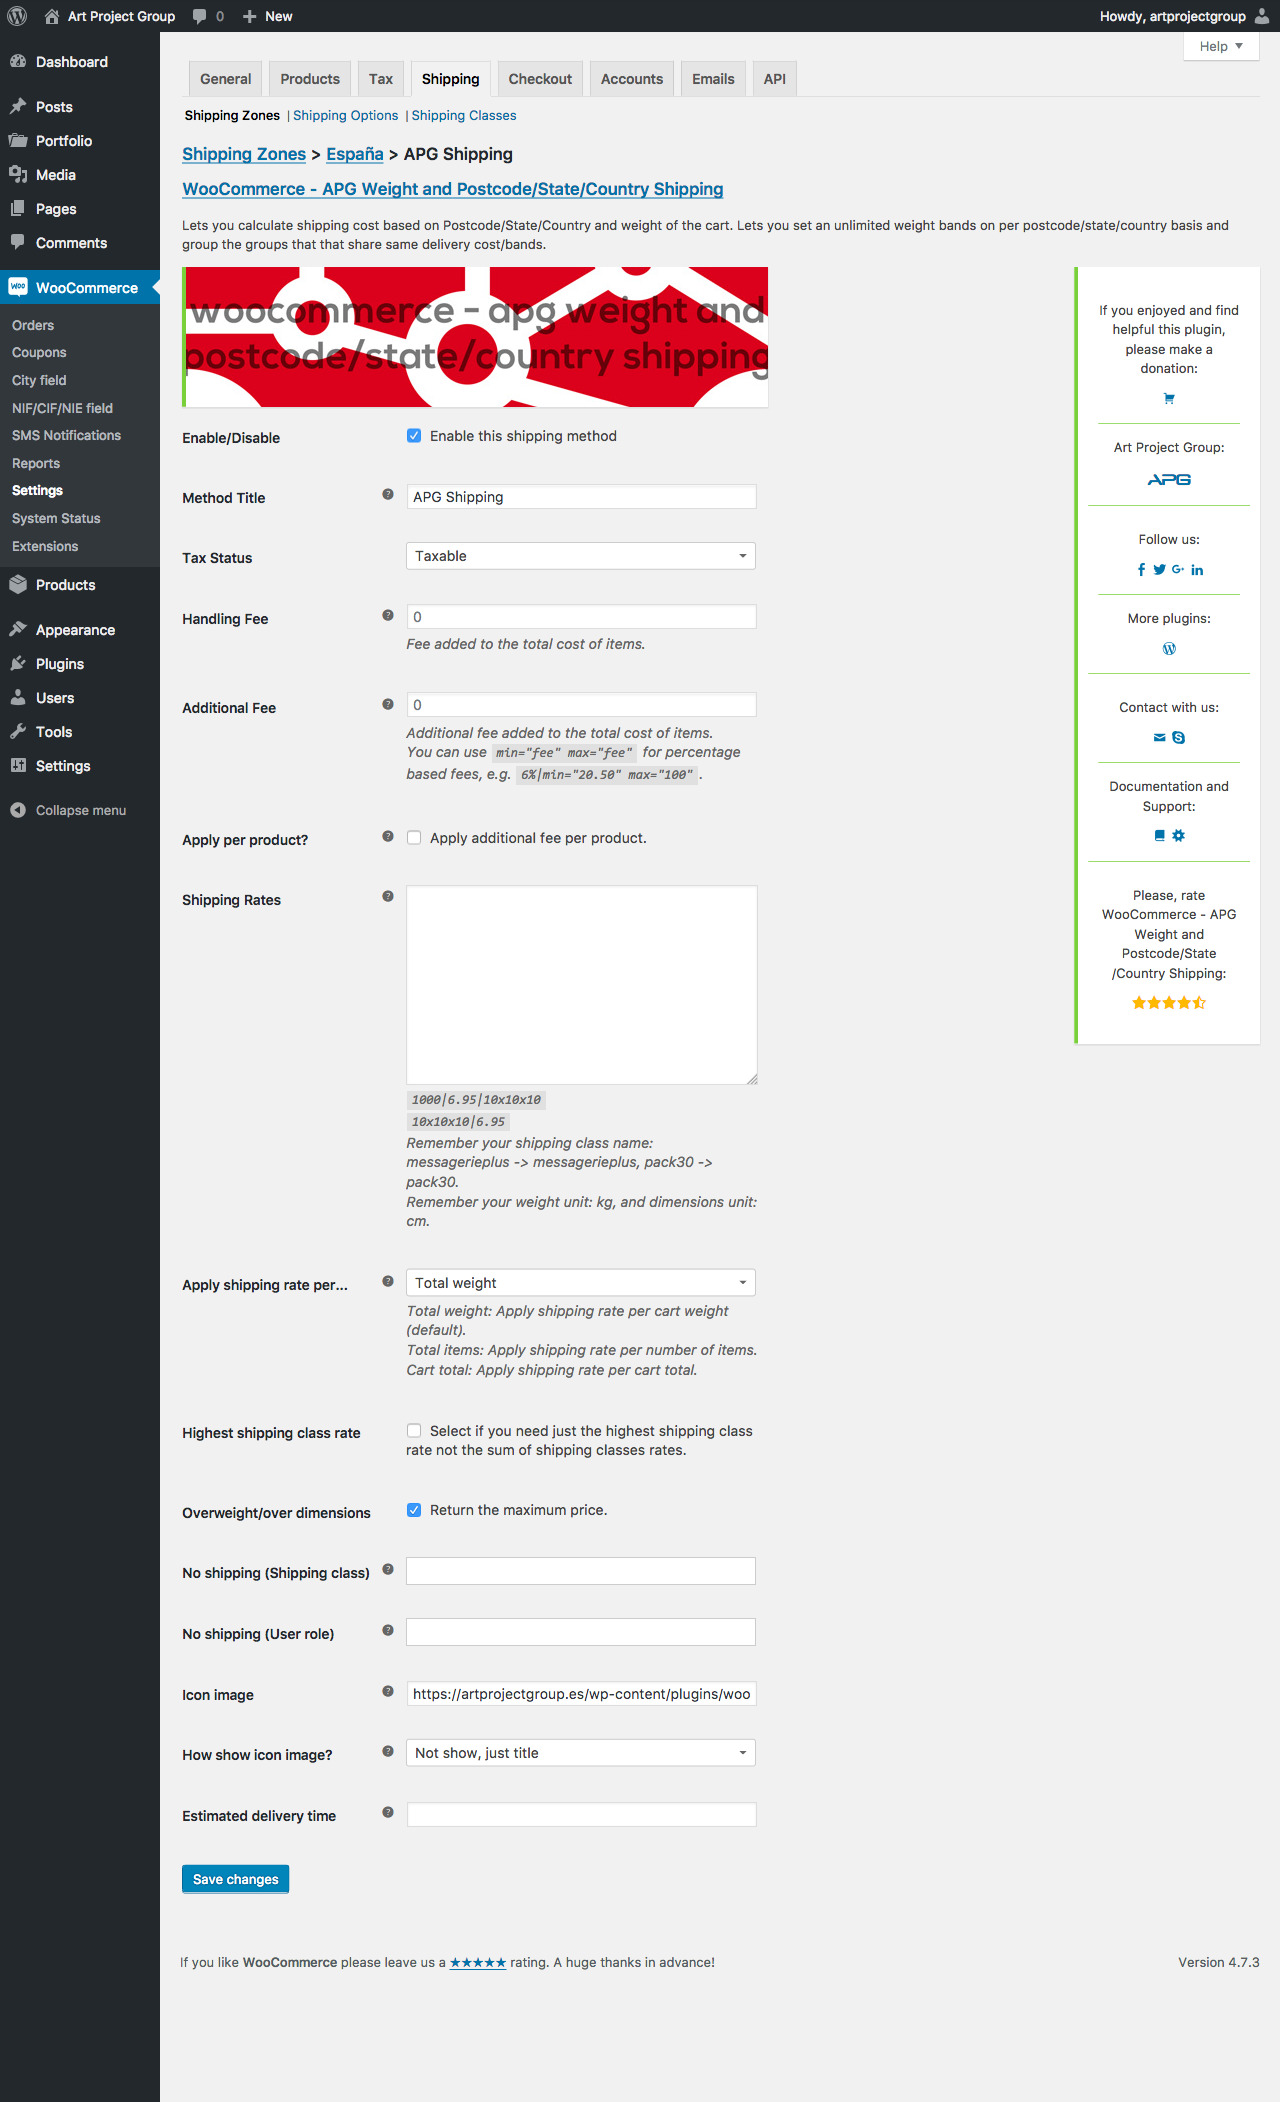 Art Project Group 0 New
Howdy, artprojectgroup
Help
Dashboard
Posts
Portfolio
Media
Pages
Comments
WooCommerce
Orders
Coupons
City field
NIF/CIF/NIE field
SMS Notifications
Reports
Settings
System Status
Extensions
Products
Appearance
Plugins
Users
Tools
Settings
Collapse menu
General Products Tax Shipping Checkout Accounts Emails API
Shipping Zones | Shipping Options | Shipping Classes
Shipping Zones > España > APG Shipping
WooCommerce - APG Weight and Postcode/State/Country Shipping
Lets you calculate shipping cost based on Postcode/State/Country and weight of the cart. Lets you set an unlimited weight bands on per postcode/state/country basis and
group the groups that that share same delivery cost/bands.
woocommerce - apg weight and
postcode/state/country shipping
Enable/Disable
Enable this shipping method
Method Title
APG Shipping
Tax Status
Taxable
Handling Fee
0
Fee added to the total cost of items.
Additional Fee
0
Additional fee added to the total cost of items.
You can use min="fee" max="fee" for percentage
based fees, e.g. 6%|min="20.50" max="100".
Apply per product?
Apply additional fee per product.
Shipping Rates
1000|6.95|10x10x10
10x10x10|6.95
Remember your shipping class name:
messagerieplus -> messagerieplus, pack30 ->
pack30.
Remember your weight unit: kg, and dimensions unit:
cm.
Apply shipping rate per...
Total weight
Total weight: Apply shipping rate per cart weight
(default).
Total items: Apply shipping rate per number of items.
Cart total: Apply shipping rate per cart total.
Highest shipping class rate
Select if you need just the highest shipping class
rate not the sum of shipping classes rates.
Overweight/over dimensions
Return the maximum price.
No shipping (Shipping class)
No shipping (User role)
Icon image
https://artprojectgroup.es/wp-content/plugins/woo
How show icon image?
Not show, just title
Estimated delivery time
Save changes
If you enjoyed and find
helpful this plugin,
please make a
donation:
Art Project Group:
APG
Follow us:
More plugins:
Contact with us:
Documentation and
Support:
Please, rate
WooCommerce - APG
Weight and
Postcode/State
/Country Shipping:
If you like WooCommerce please leave us a ★★★★★ rating. A huge thanks in advance!
Version 4.7.3